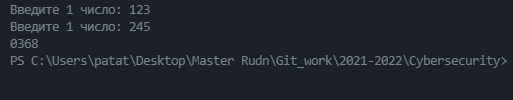 Введите 1 число: 123
Введите 1 число: 245
0368
PS C:\Users\patat\Desktop\Master Rudn\Git_work\2021-2022\Cybersecurity>